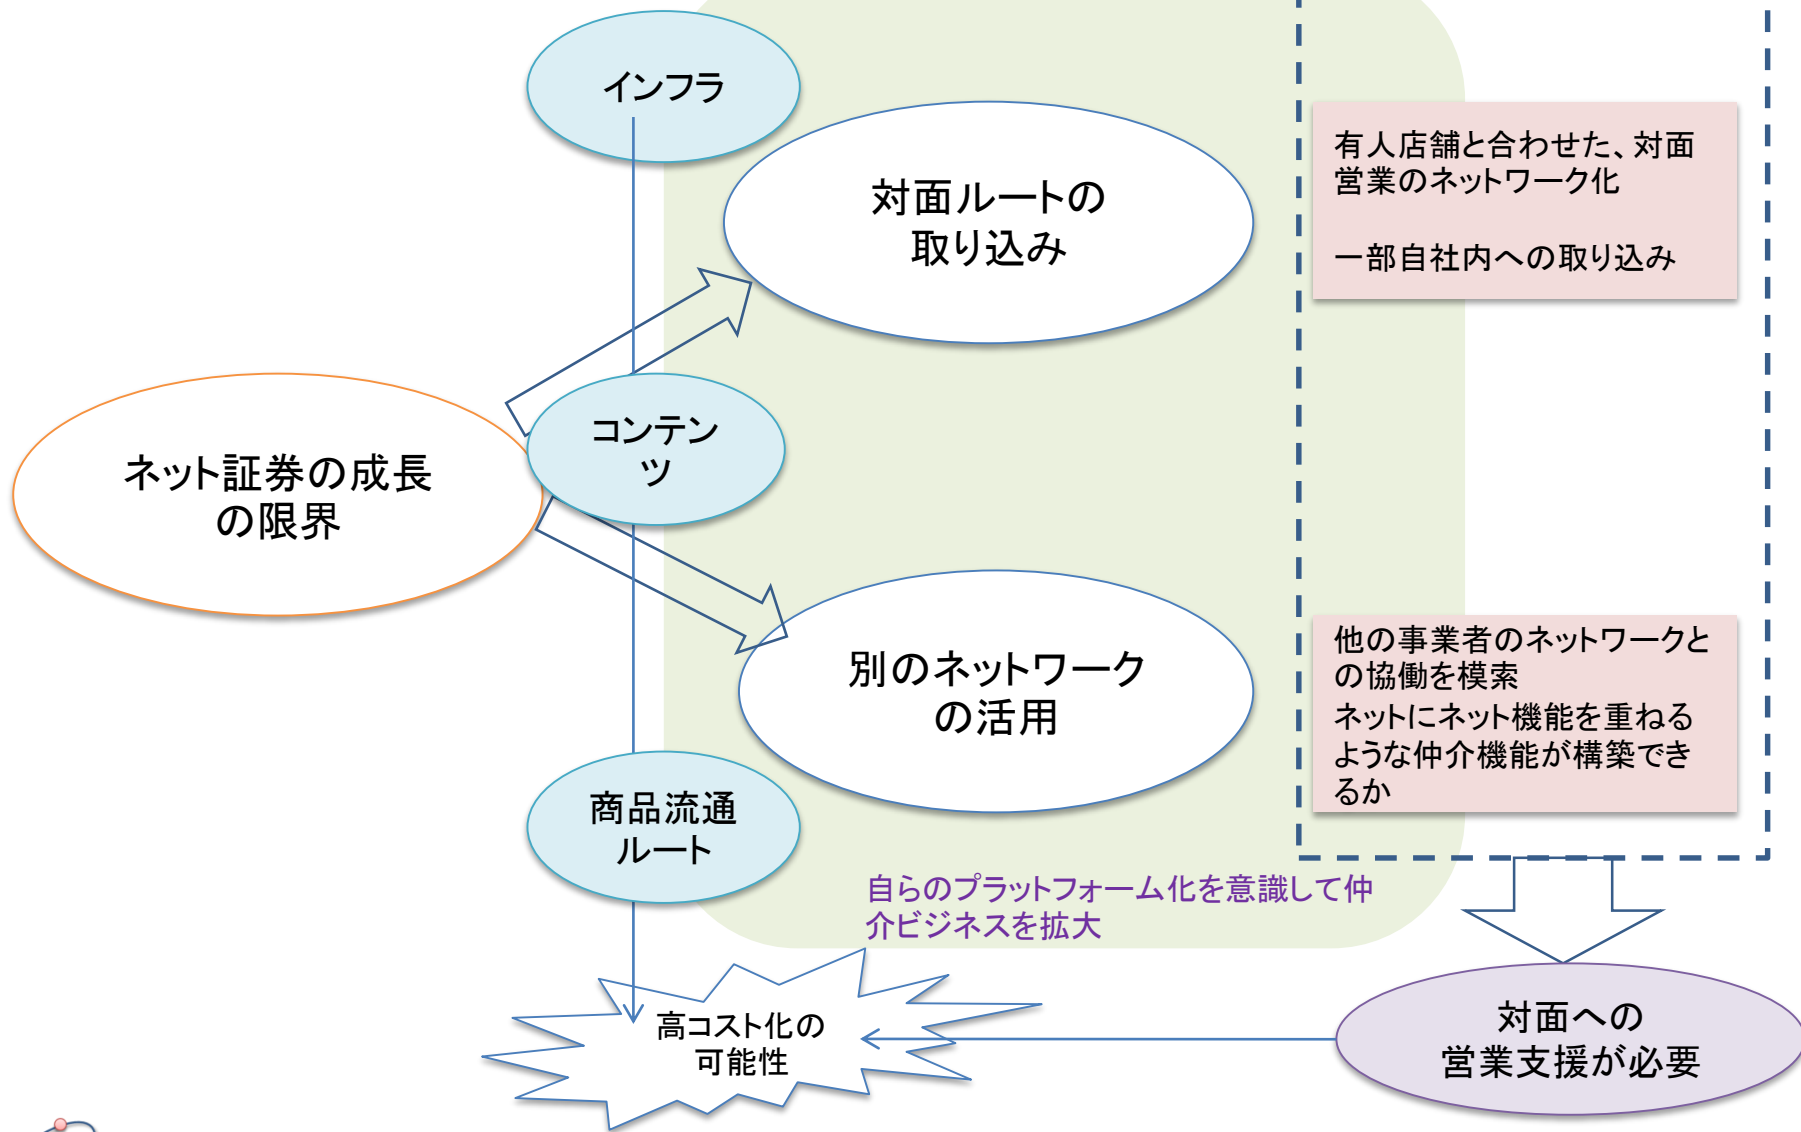 インフラ
対面ルートの
取り込み
有人店舗と合わせた、対面
営業のネットワーク化
一部自社内への取り込み
コンテン
ツ
ネット証券の成長
の限界
他の事業者のネットワークと
の協働を模索
ネットにネット機能を重ねる
ような仲介機能が構築でき
るか
別のネットワーク
の活用
商品流通
ルート
自らのプラットフォーム化を意識して仲
介ビジネスを拡大
高コスト化の
可能性
対面への
営業支援が必要